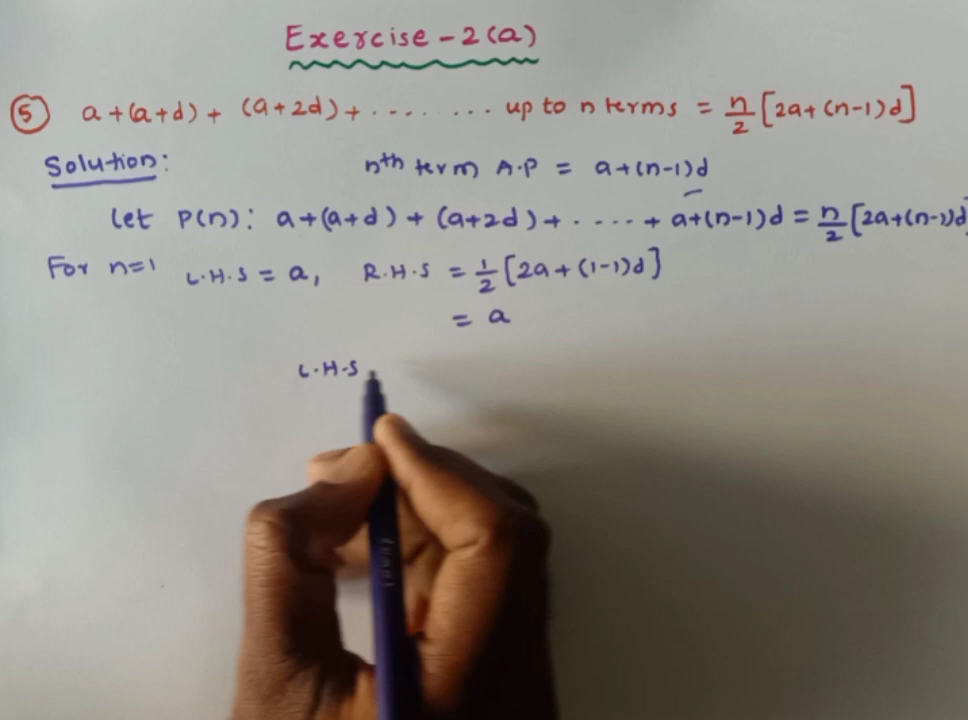 Exercise - 2(a)
⑤ a+(a+d)+ (a+2d)+ ........ up to n terms = n/2 [2a+(n-1)d]
Solution: nth term A.P = a+(n-1)d
Let P(n): a+(a+d)+(a+2d)+ ..... + a+(n-1)d = n/2 [2a+(n-1)d]
For n=1 L.H.S = a, R.H.S = 1/2 [2a+(1-1)d]
= a
L.H.S